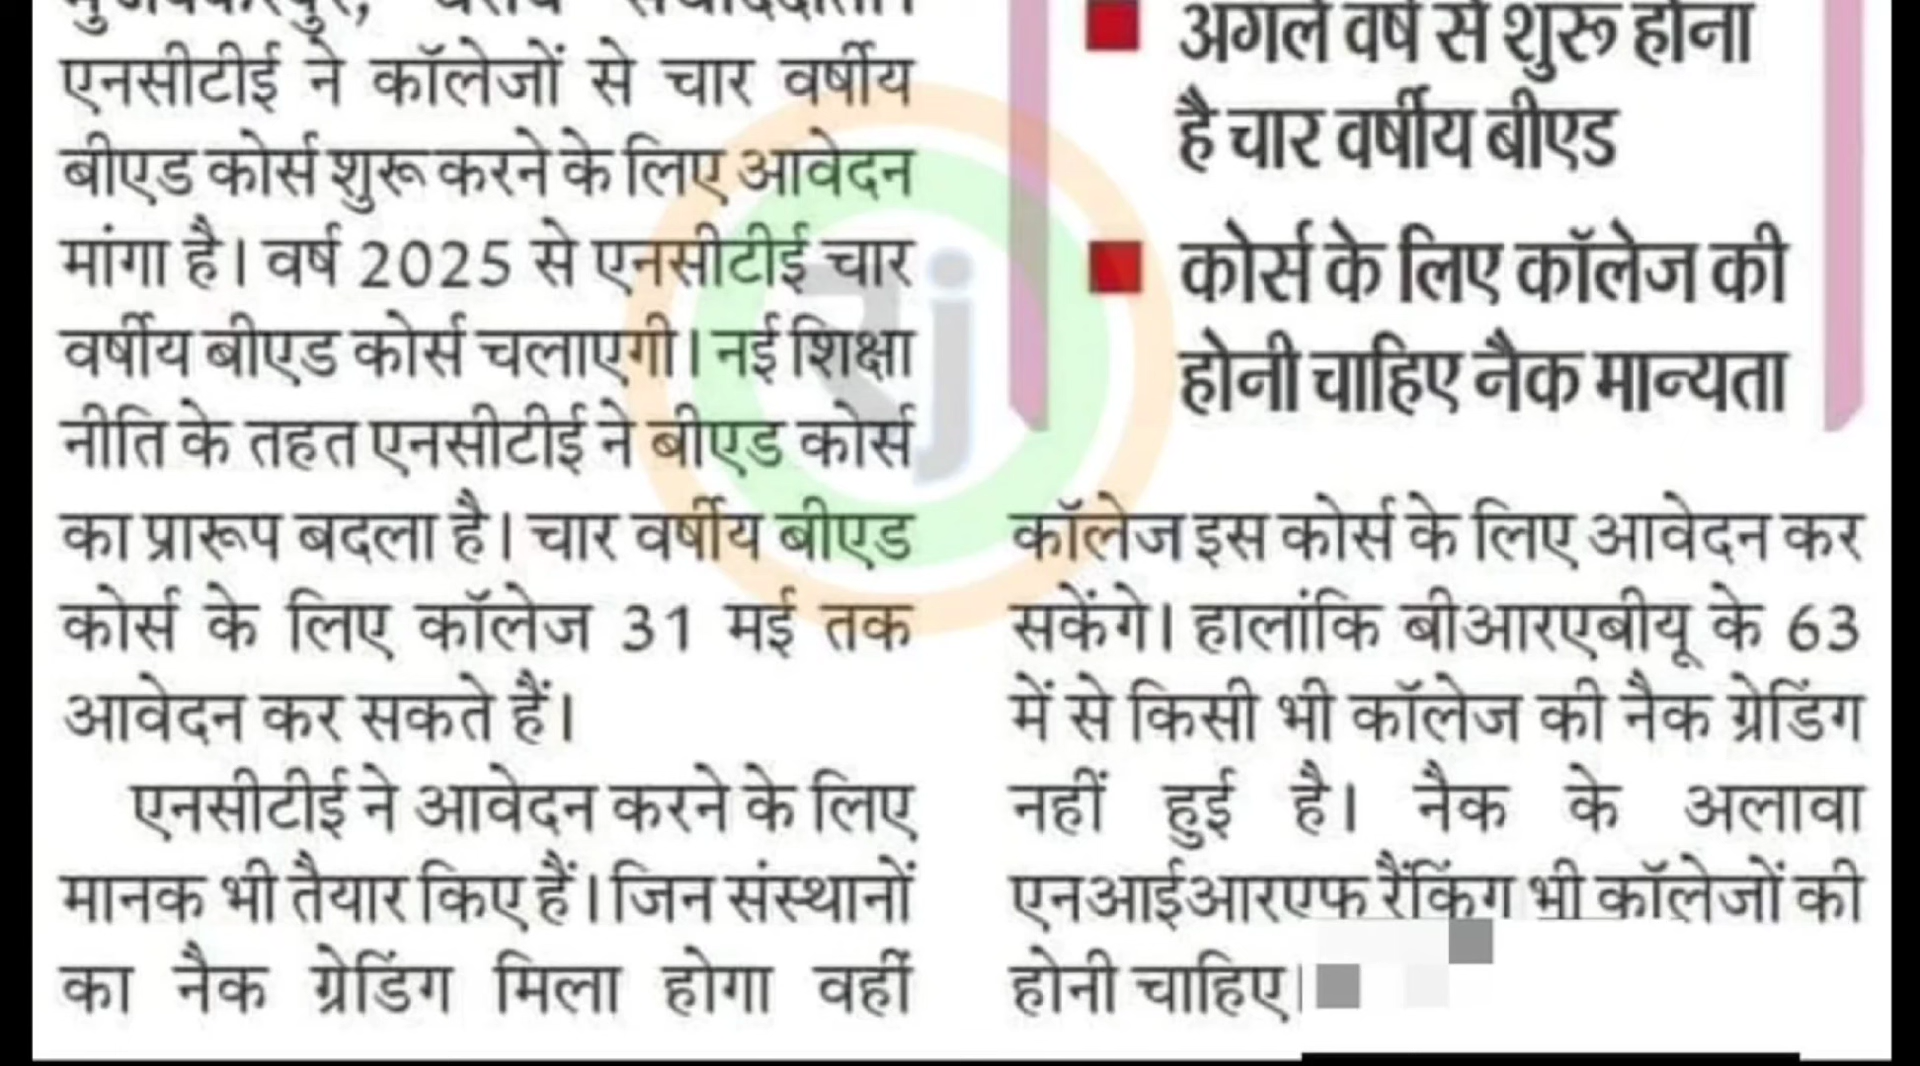 एनसीटीई ने कॉलेजों से चार वर्षीय
बीएड कोर्स शुरू करने के लिए आवेदन
मांगा है। वर्ष 2025 से एनसीटीई चार
वर्षीय बीएड कोर्स चलाएगी। नई शिक्षा
नीति के तहत एनसीटीई ने बीएड कोर्स
का प्रारूप बदला है। चार वर्षीय बीएड
कोर्स के लिए कॉलेज 31 मई तक
आवेदन कर सकते हैं।
एनसीटीई ने आवेदन करने के लिए
मानक भी तैयार किए हैं। जिन संस्थानों
का नैक ग्रेडिंग मिला होगा वहीं
अगले वर्ष से शुरू होना
है चार वर्षीय बीएड
कोर्स के लिए कॉलेज की
होनी चाहिए नैक मान्यता
कॉलेज इस कोर्स के लिए आवेदन कर
सकेंगे। हालांकि बीआरएबीयू के 63
में से किसी भी कॉलेज की नैक ग्रेडिंग
नहीं हुई है। नैक के अलावा
एनआईआरएफ रैंकिंग भी कॉलेजों की
होनी चाहिए।